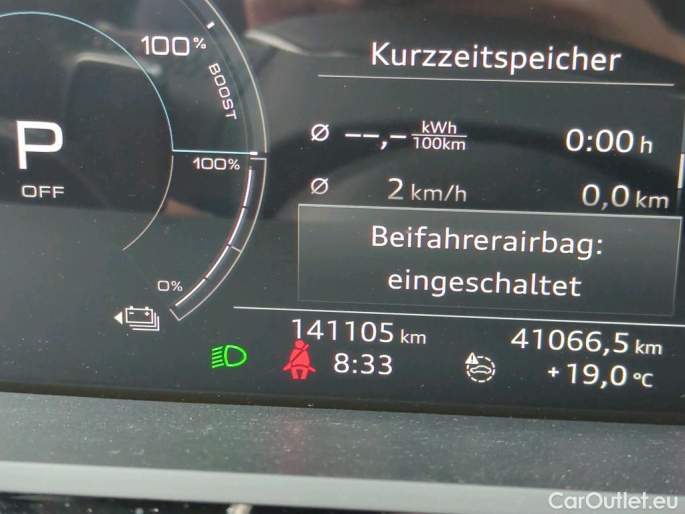 100%
BOOST
P
OFF
100%
0%
Kurzzeitspeicher
Ø --,- kWh/100km 0:00 h
Ø 2 km/h 0,0 km
Beifahrerairbag:
eingeschaltet
141105 km 41066,5 km
8:33 +19,0 °C
CarOutlet.eu